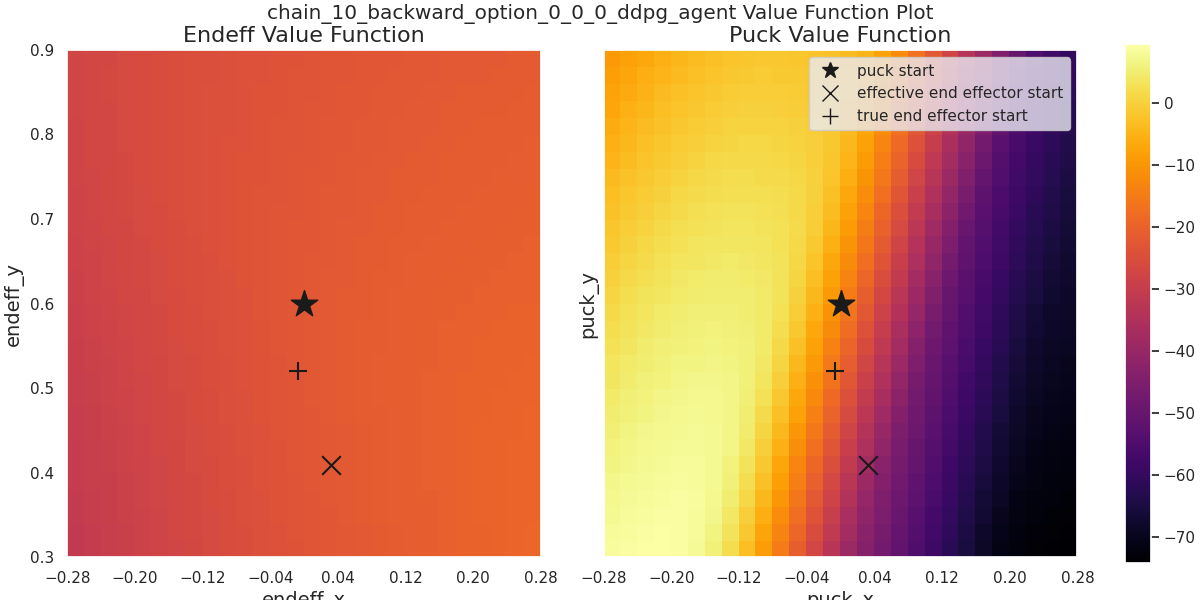 chain_10_backward_option_0_0_0_ddpg_agent Value Function Plot
Endeff Value Function
Puck Value Function
endeff_y
0.9
0.8
0.7
0.6
0.5
0.4
0.3
−0.28 −0.20 −0.12 −0.04 0.04 0.12 0.20 0.28
endeff_x
puck_y
puck start
effective end effector start
true end effector start
−0.28 −0.20 −0.12 −0.04 0.04 0.12 0.20 0.28
puck_x
0
−10
−20
−30
−40
−50
−60
−70